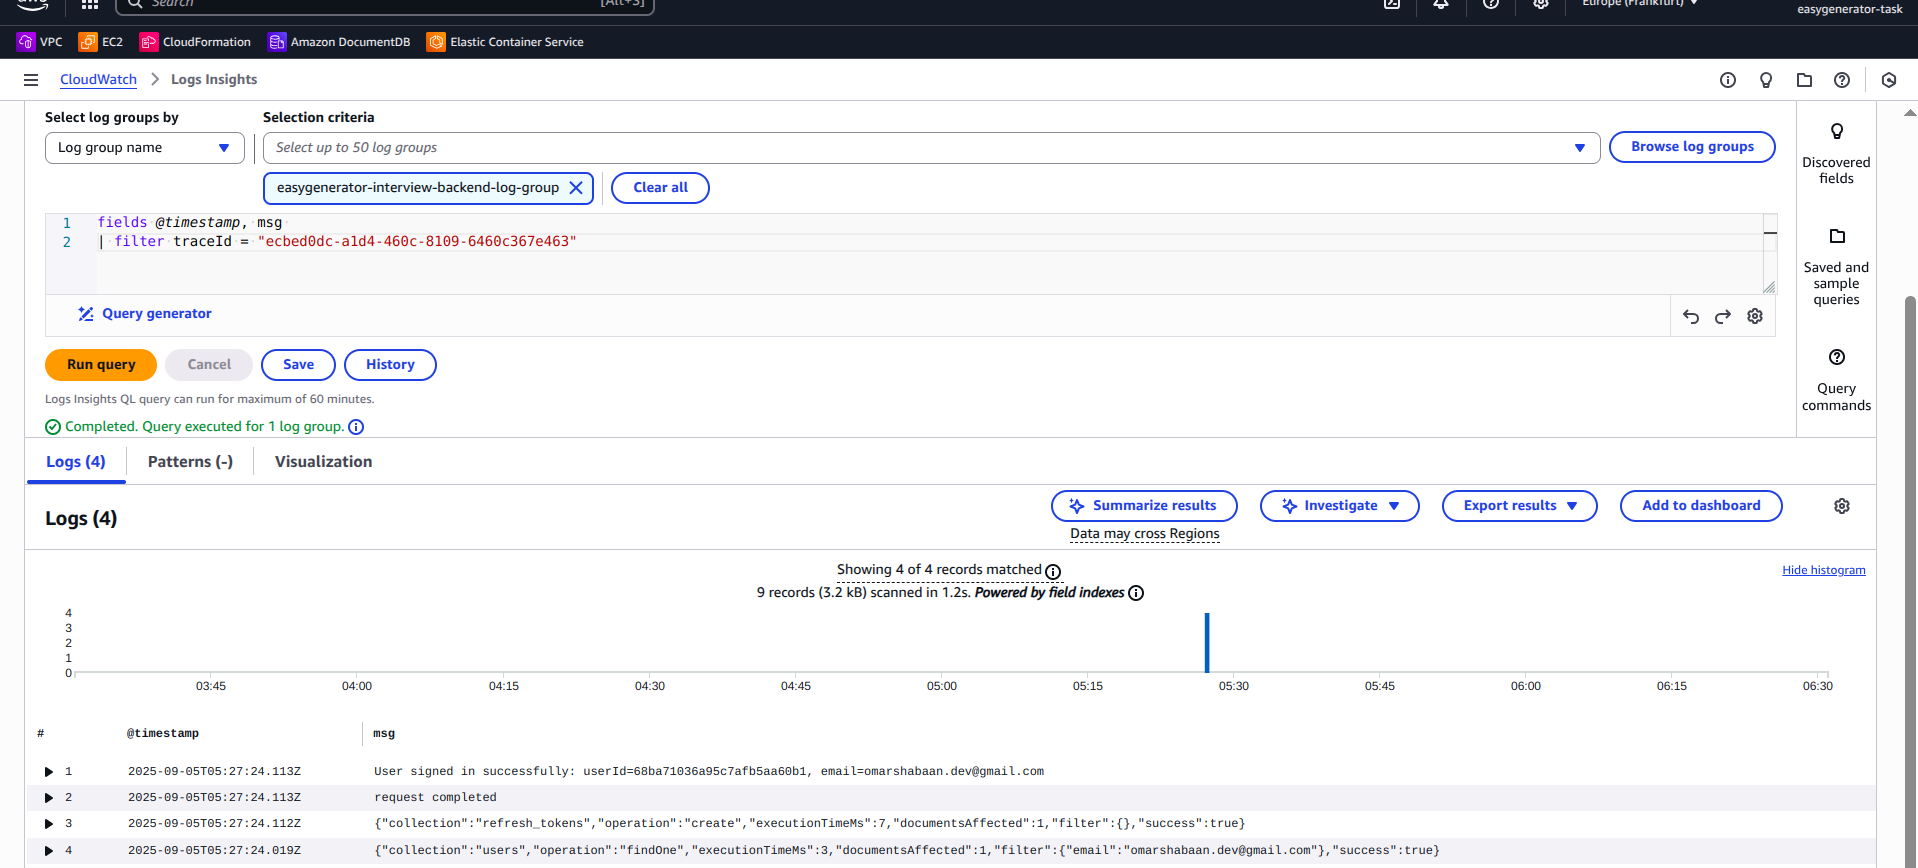 Search
[Alt+S]
Europe (Frankfurt)
easygenerator-task
VPC
EC2
CloudFormation
Amazon DocumentDB
Elastic Container Service
CloudWatch
Logs Insights
Select log groups by
Selection criteria
Log group name
Select up to 50 log groups
Browse log groups
easygenerator-interview-backend-log-group
Clear all
1 fields @timestamp, msg
2 | filter traceId = "ecbed0dc-a1d4-460c-8109-6460c367e463"
Query generator
Discovered
fields
Saved and
sample
queries
Query
commands
Run query
Cancel
Save
History
Logs Insights QL query can run for maximum of 60 minutes.
Completed. Query executed for 1 log group.
Logs (4)
Patterns (-)
Visualization
Logs (4)
Summarize results
Investigate
Export results
Add to dashboard
Data may cross Regions
Showing 4 of 4 records matched
Hide histogram
9 records (3.2 kB) scanned in 1.2s. Powered by field indexes
4
3
2
1
0
03:45 04:00 04:15 04:30 04:45 05:00 05:15 05:30 05:45 06:00 06:15 06:30
# @timestamp msg
1 2025-09-05T05:27:24.113Z User signed in successfully: userId=68ba71036a95c7afb5aa60b1, email=omarshabaan.dev@gmail.com
2 2025-09-05T05:27:24.113Z request completed
3 2025-09-05T05:27:24.112Z {"collection":"refresh_tokens","operation":"create","executionTimeMs":7,"documentsAffected":1,"filter":{},"success":true}
4 2025-09-05T05:27:24.019Z {"collection":"users","operation":"findOne","executionTimeMs":3,"documentsAffected":1,"filter":{"email":"omarshabaan.dev@gmail.com"},"success":true}